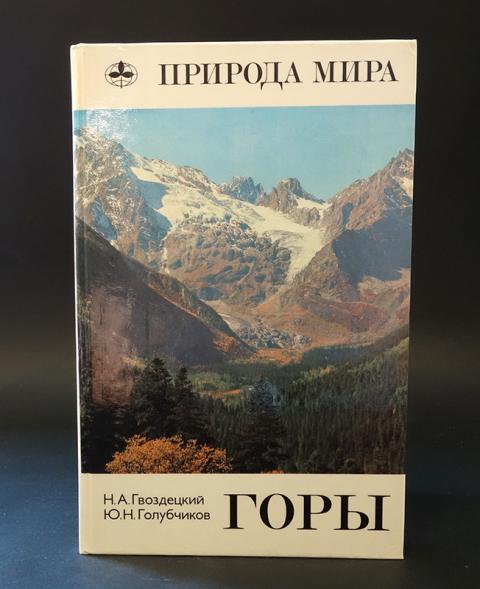 ПРИРОДА МИРА
Н. А. Гвоздецкий
Ю. Н. Голубчиков
ГОРЫ